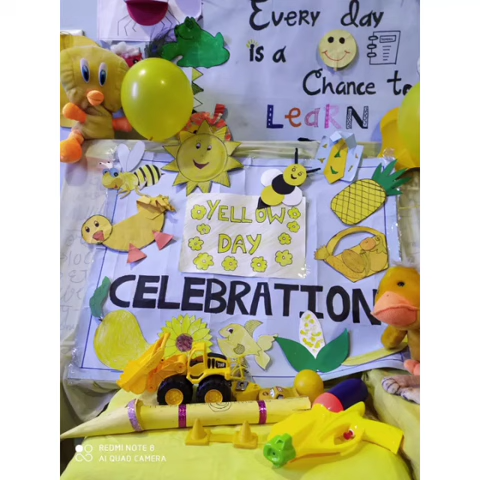 Every day
is a
Chance to
Learn
YELLOW
DAY
CELEBRATION
REDMI NOTE 8
AI QUAD CAMERA